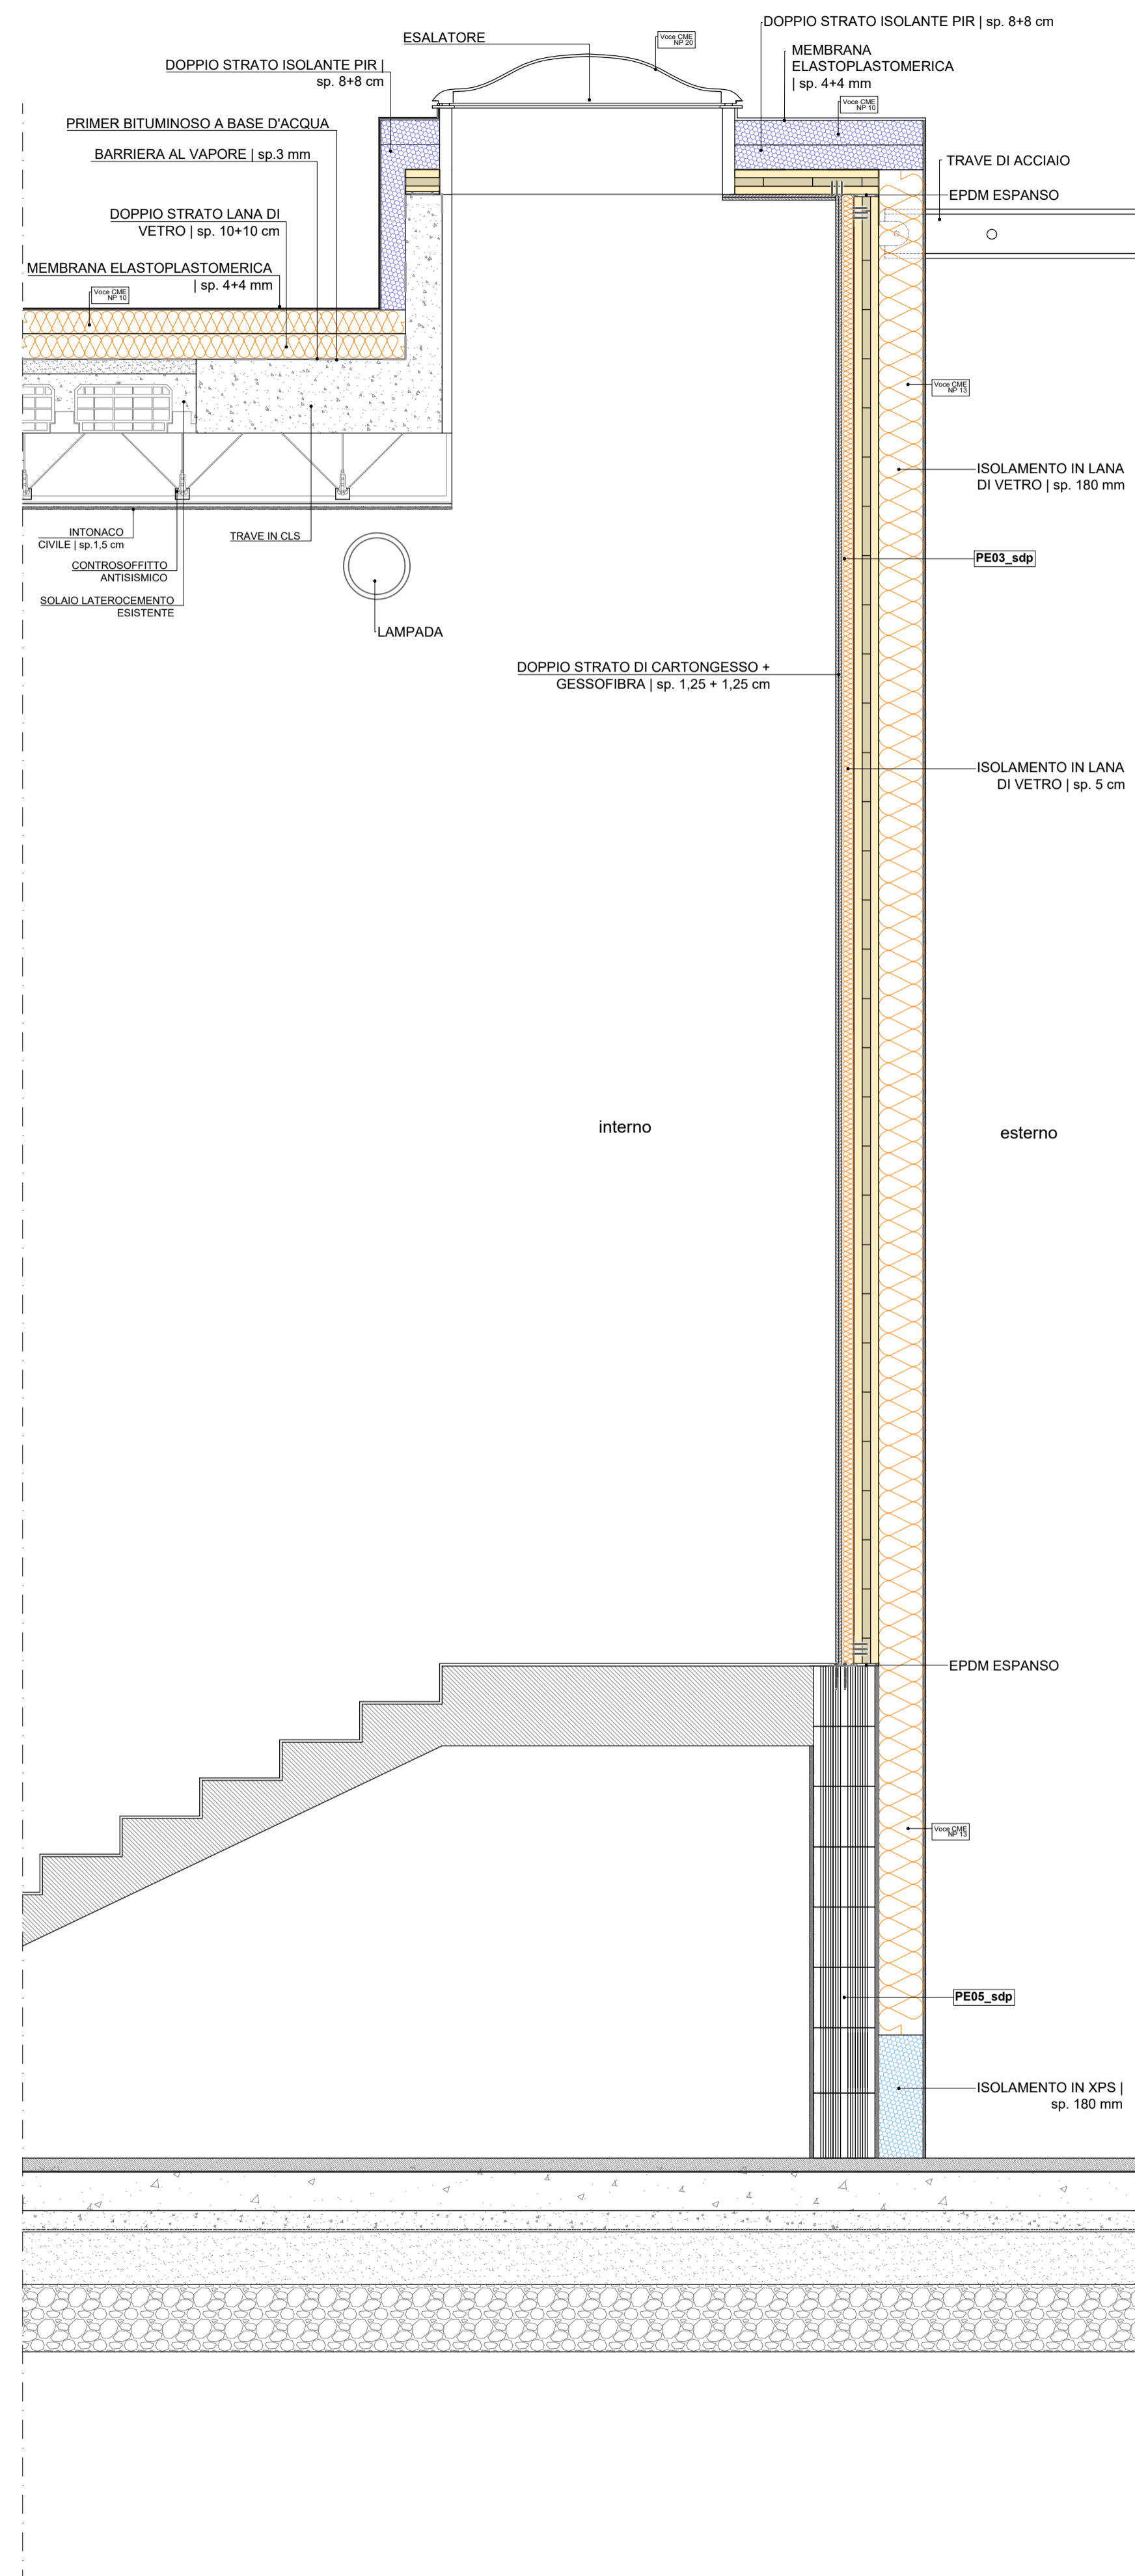 DOPPIO STRATO ISOLANTE PIR | sp. 8+8 cm
ESALATORE
Voce CME
NP 20
MEMBRANA
ELASTOPLASTOMERICA
| sp. 4+4 mm
DOPPIO STRATO ISOLANTE PIR |
sp. 8+8 cm
Voce CME
NP 10
PRIMER BITUMINOSO A BASE D'ACQUA
BARRIERA AL VAPORE | sp.3 mm
TRAVE DI ACCIAIO
EPDM ESPANSO
DOPPIO STRATO LANA DI
VETRO | sp. 10+10 cm
MEMBRANA ELASTOPLASTOMERICA
| sp. 4+4 mm
Voce CME
NP 10
Voce CME
NP 13
ISOLAMENTO IN LANA
DI VETRO | sp. 180 mm
INTONACO
CIVILE | sp.1,5 cm
TRAVE IN CLS
CONTROSOFFITTO
ANTISISMICO
SOLAIO LATEROCEMENTO
ESISTENTE
PE03_sdp
LAMPADA
DOPPIO STRATO DI CARTONGESSO +
GESSOFIBRA | sp. 1,25 + 1,25 cm
ISOLAMENTO IN LANA
DI VETRO | sp. 5 cm
interno
esterno
EPDM ESPANSO
Voce CME
NP 13
PE05_sdp
ISOLAMENTO IN XPS |
sp. 180 mm